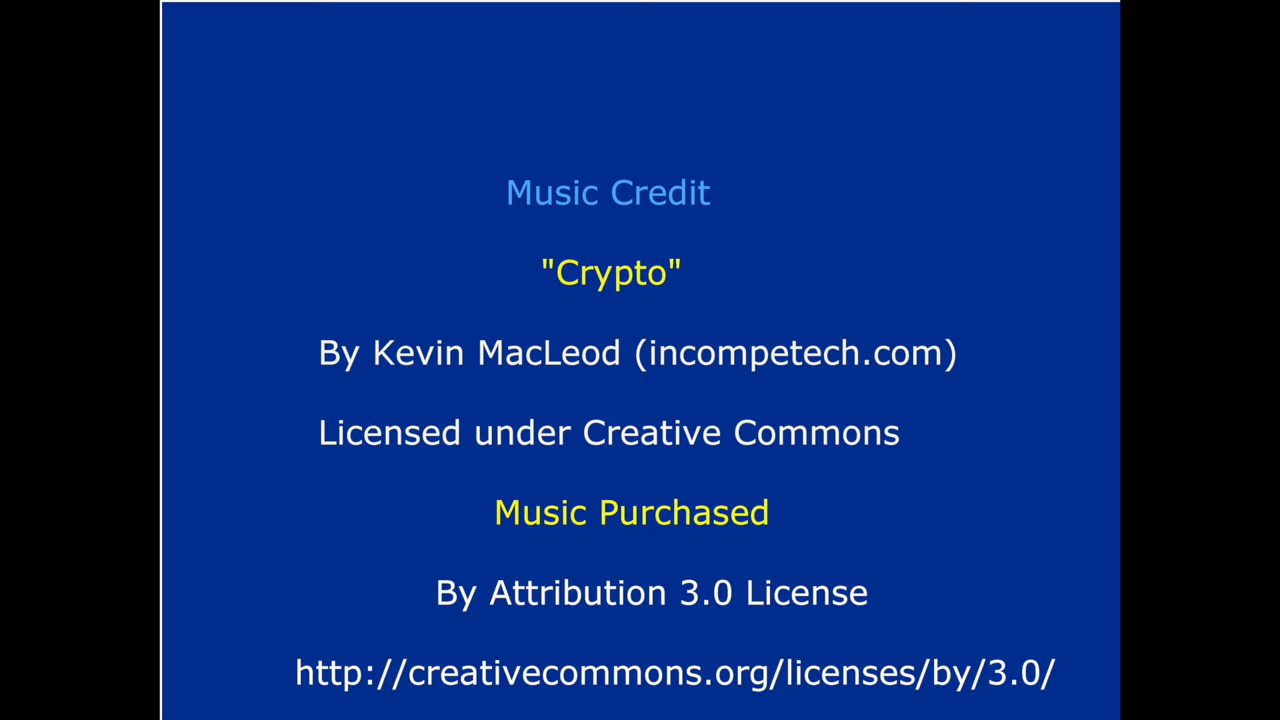 Music Credit
"Crypto"
By Kevin MacLeod (incompetech.com)
Licensed under Creative Commons
Music Purchased
By Attribution 3.0 License
http://creativecommons.org/licenses/by/3.0/